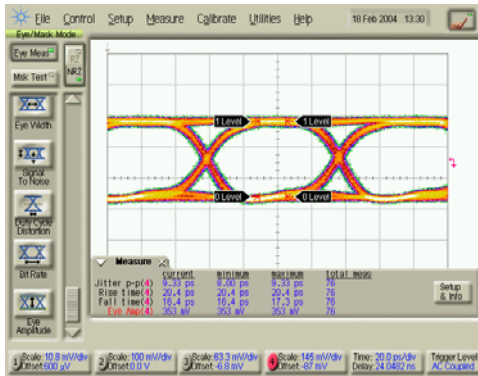 File Control Setup Measure Calibrate Utilities Help 18 Feb 2004 13:30
Eye/Mask Mode
Eye Meas
RZ
NRZ
Msk Test
Eye Width
Signal
To Noise
Duty Cycle
Distortion
Bit Rate
Eye
Amplitude
1 Level 1 Level
0 Level 0 Level
Measure
current minimum maximum total meas
Jitter p-p(4) 9.33 ps 8.00 ps 9.33 ps 76
Rise time(4) 20.4 ps 20.4 ps 20.4 ps 76
Fall time(4) 16.4 ps 16.4 ps 17.3 ps 76
Eye Amp(4) 353 mV 353 mV 353 mV 76
Setup
& Info
1 Scale:10.8 mV/div
Offset:600 μV
2 Scale:100 mV/div
Offset:0.0 V
3 Scale:63.3 mV/div
Offset:-6.8 mV
4 Scale:145 mV/div
Offset:-87 mV
Time:20.0 ps/div
Delay:24.0482 ns
Trigger Level
AC Coupled